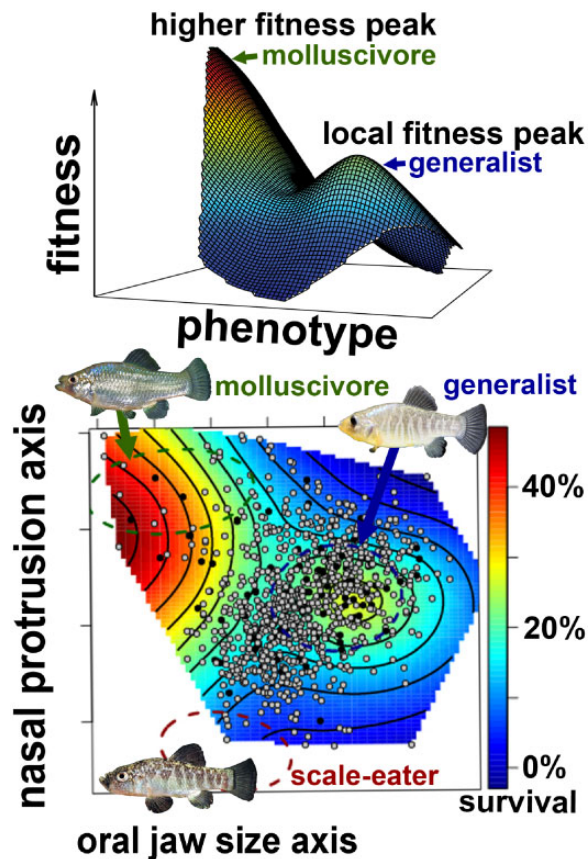 higher fitness peak
molluscivore
local fitness peak
generalist
fitness
phenotype
molluscivore
generalist
nasal protrusion axis
40%
20%
0%
survival
scale-eater
oral jaw size axis